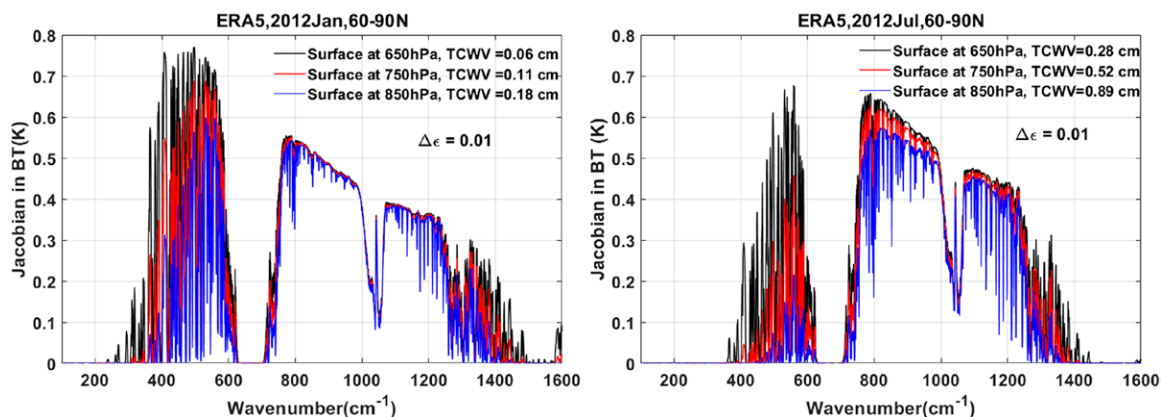 ERA5,2012Jan,60-90N
0.8
0.7
0.6
0.5
0.4
0.3
0.2
0.1
0
Jacobian in BT(K)
Surface at 650hPa, TCWV =0.06 cm
Surface at 750hPa, TCWV =0.11 cm
Surface at 850hPa, TCWV =0.18 cm
Δϵ = 0.01
200 400 600 800 1000 1200 1400 1600
Wavenumber(cm⁻¹)
ERA5,2012Jul,60-90N
0.8
0.7
0.6
0.5
0.4
0.3
0.2
0.1
0
Jacobian in BT(K)
Surface at 650hPa, TCWV=0.28 cm
Surface at 750hPa, TCWV=0.52 cm
Surface at 850hPa, TCWV=0.89 cm
Δϵ = 0.01
200 400 600 800 1000 1200 1400 1600
Wavenumber(cm⁻¹)